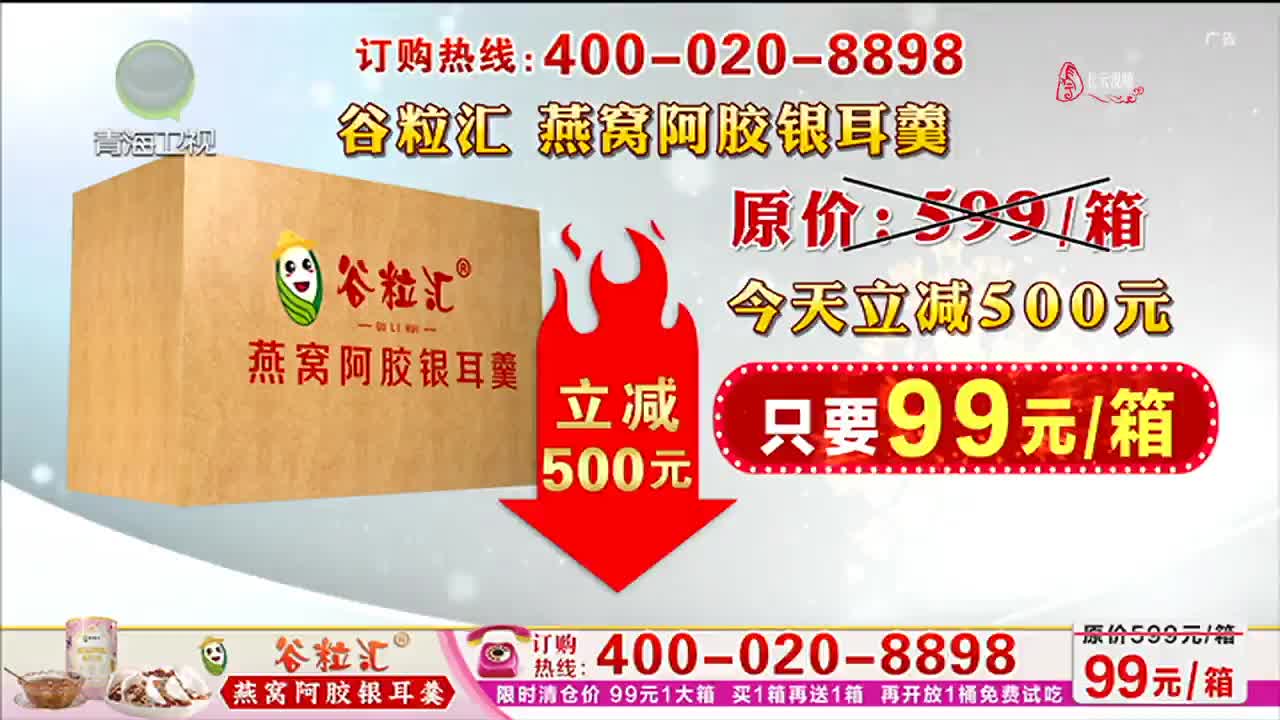 订购热线:400-020-8898
广告
青海卫视
谷粒汇 燕窝阿胶银耳羹
原价:599/箱
今天立减500元
只要99元/箱
谷粒汇®
GU LI HUI
燕窝阿胶银耳羹
立减
500元
谷粒汇®
燕窝阿胶银耳羹
订购
热线:
400-020-8898
限时清仓价 99元1大箱 买1箱再送1箱 再开放1桶免费试吃
原价599元/箱
99元/箱